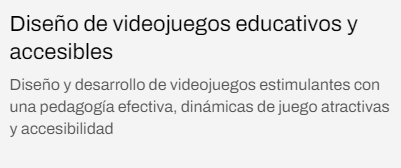 Diseño de videojuegos educativos y
accesibles
Diseño y desarrollo de videojuegos estimulantes con
una pedagogía efectiva, dinámicas de juego atractivas
y accesibilidad